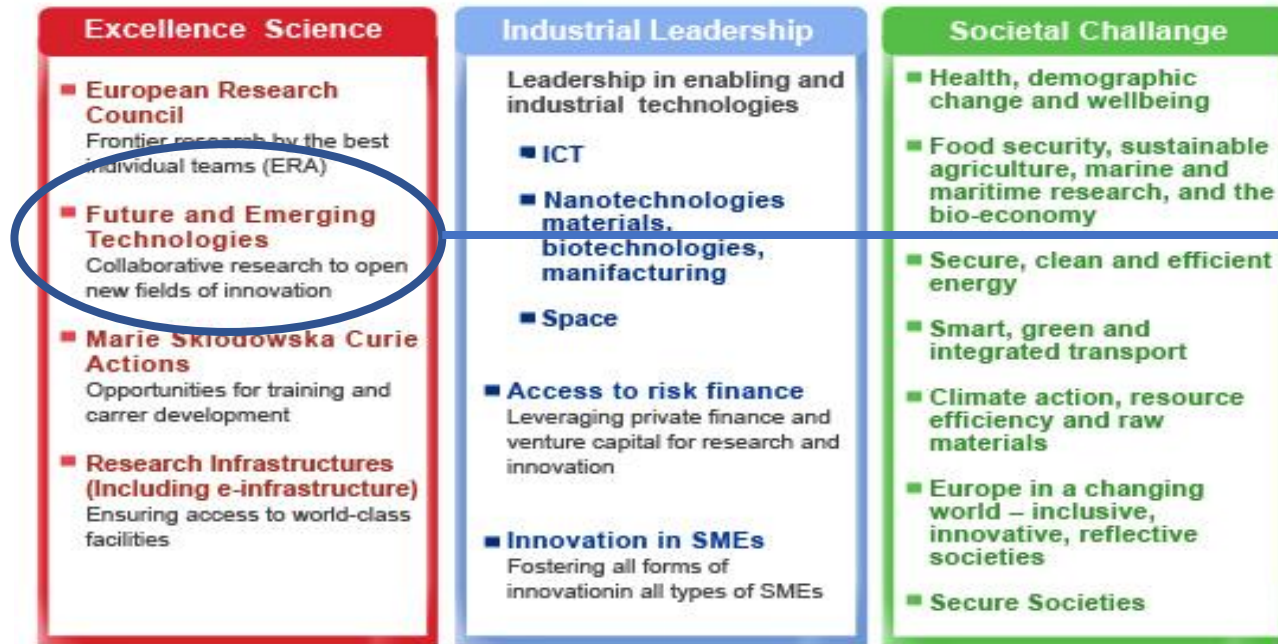 Excellence Science
European Research
Council
Frontier research by the best
individual teams (ERA)
Future and Emerging
Technologies
Collaborative research to open
new fields of innovation
Marie Sklodowska Curie
Actions
Opportunities for training and
carrer development
Research Infrastructures
(Including e-infrastructure)
Ensuring access to world-class
facilities
Industrial Leadership
Leadership in enabling and
industrial technologies
ICT
Nanotechnologies
materials,
biotechnologies,
manifacturing
Space
Access to risk finance
Leveraging private finance and
venture capital for research and
innovation
Innovation in SMEs
Fostering all forms of
innovationin all types of SMEs
Societal Challange
Health, demographic
change and wellbeing
Food security, sustainable
agriculture, marine and
maritime research, and the
bio-economy
Secure, clean and efficient
energy
Smart, green and
integrated transport
Climate action, resource
efficiency and raw
materials
Europe in a changing
world – inclusive,
innovative, reflective
societies
Secure Societies